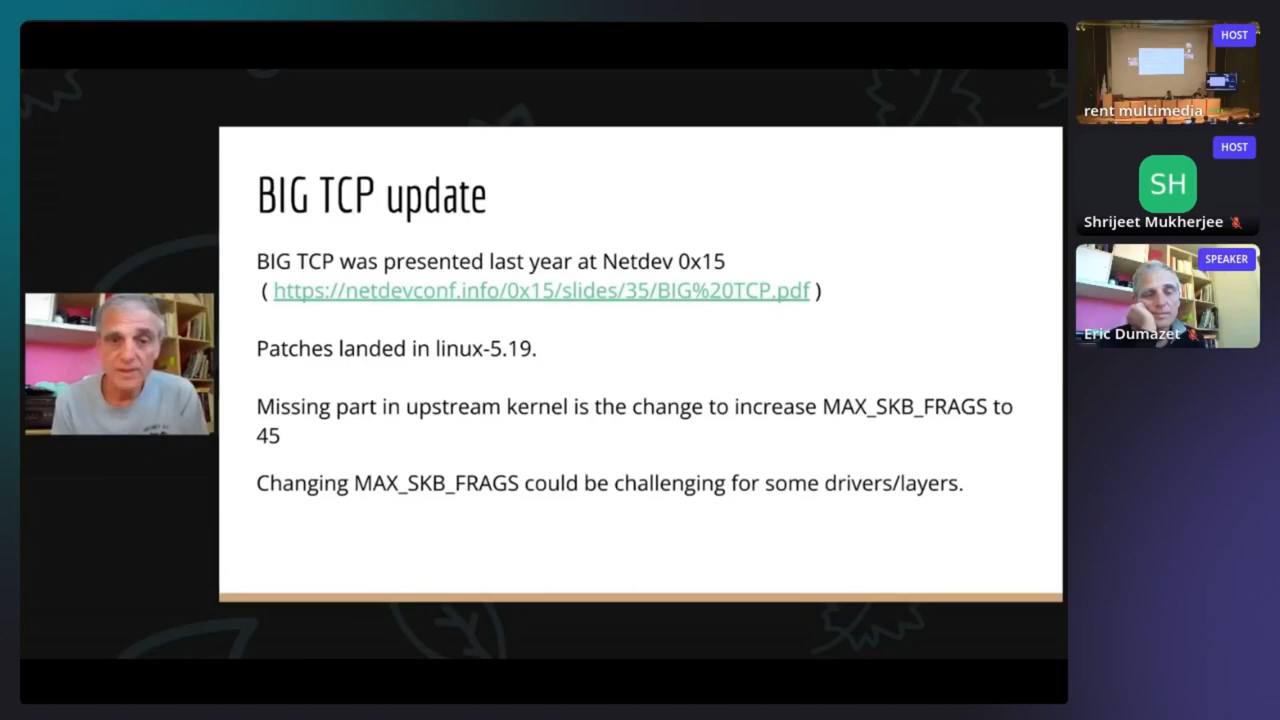 BIG TCP update
BIG TCP was presented last year at Netdev 0x15
( https://netdevconf.info/0x15/slides/35/BIG%20TCP.pdf )
Patches landed in linux-5.19.
Missing part in upstream kernel is the change to increase MAX_SKB_FRAGS to
45
Changing MAX_SKB_FRAGS could be challenging for some drivers/layers.
HOST
rent multimedia
HOST
SH
Shrijeet Mukherjee
SPEAKER
Eric Dumazet